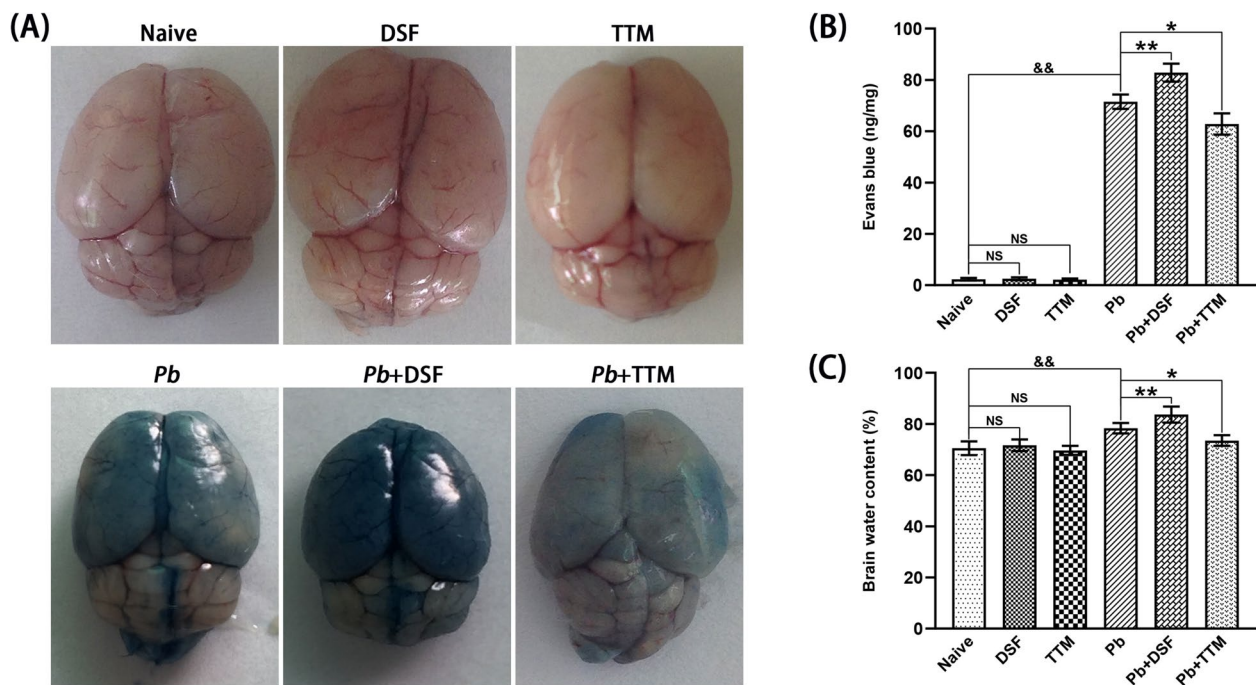 (A)
Naive
DSF
TTM
Pb
Pb+DSF
Pb+TTM
(B)
Evans blue (ng/mg)
100
80
60
40
20
0
&&
NS
NS
**
*
Naive
DSF
TTM
Pb
Pb+DSF
Pb+TTM
(C)
Brain water content (%)
100
80
60
40
20
0
&&
NS
NS
**
*
Naive
DSF
TTM
Pb
Pb+DSF
Pb+TTM